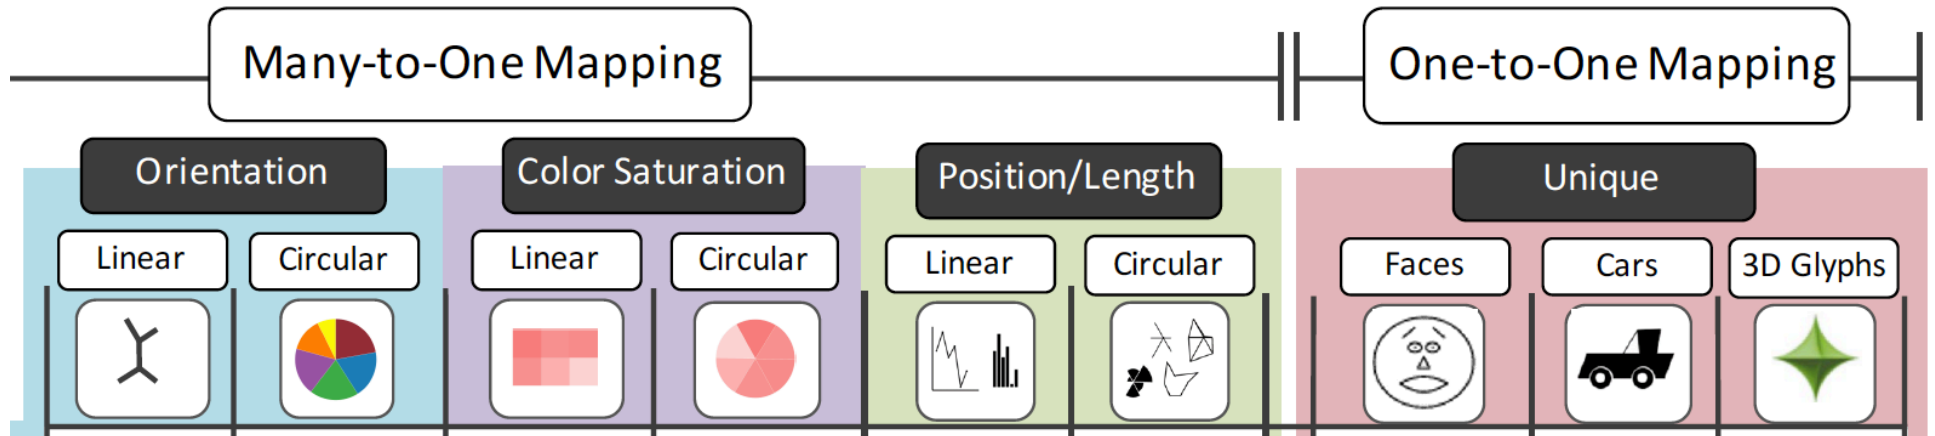 Many-to-One Mapping
One-to-One Mapping
Orientation
Color Saturation
Position/Length
Unique
Linear
Circular
Linear
Circular
Linear
Circular
Faces
Cars
3D Glyphs